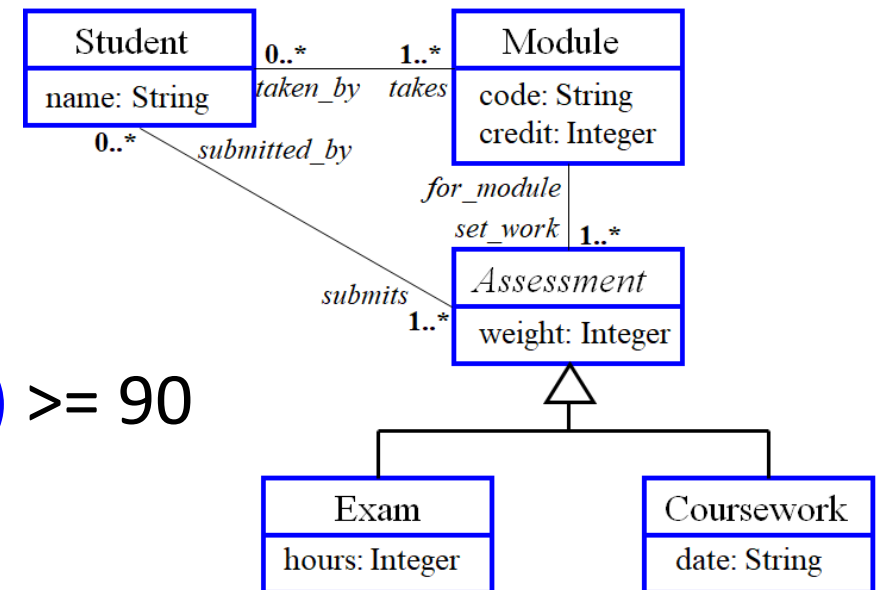 Student
name: String
0..*
1..*
taken_by takes
Module
code: String
credit: Integer
0..*
submitted_by
for_module
set_work 1..*
submits
1..*
Assessment
weight: Integer
) >= 90
Exam
hours: Integer
Coursework
date: String